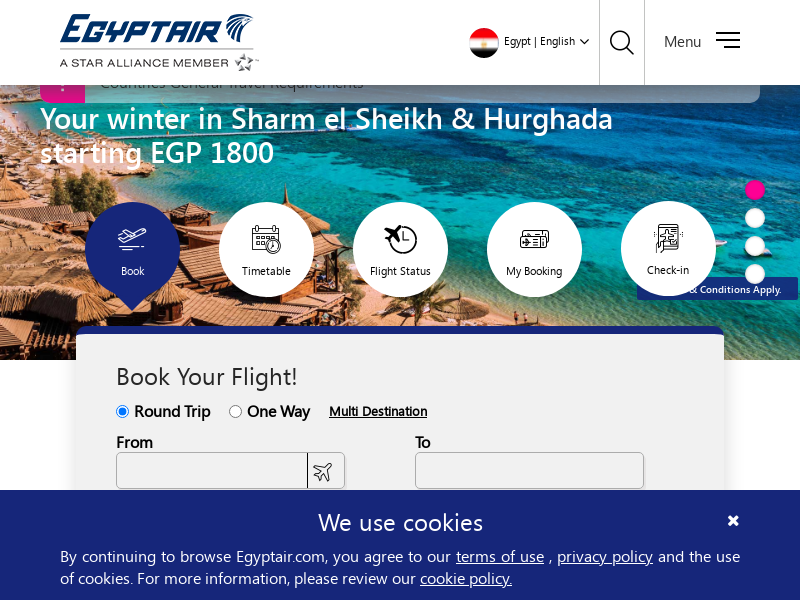 EGYPTAIR
A STAR ALLIANCE MEMBER
Egypt | English
Menu
Countries General Travel Requirements
Your winter in Sharm el Sheikh & Hurghada
starting EGP 1800
Book
Timetable
Flight Status
My Booking
Check-in
& Conditions Apply.
Book Your Flight!
Round Trip
One Way
Multi Destination
From
To
We use cookies
By continuing to browse Egyptair.com, you agree to our terms of use , privacy policy and the use
of cookies. For more information, please review our cookie policy.